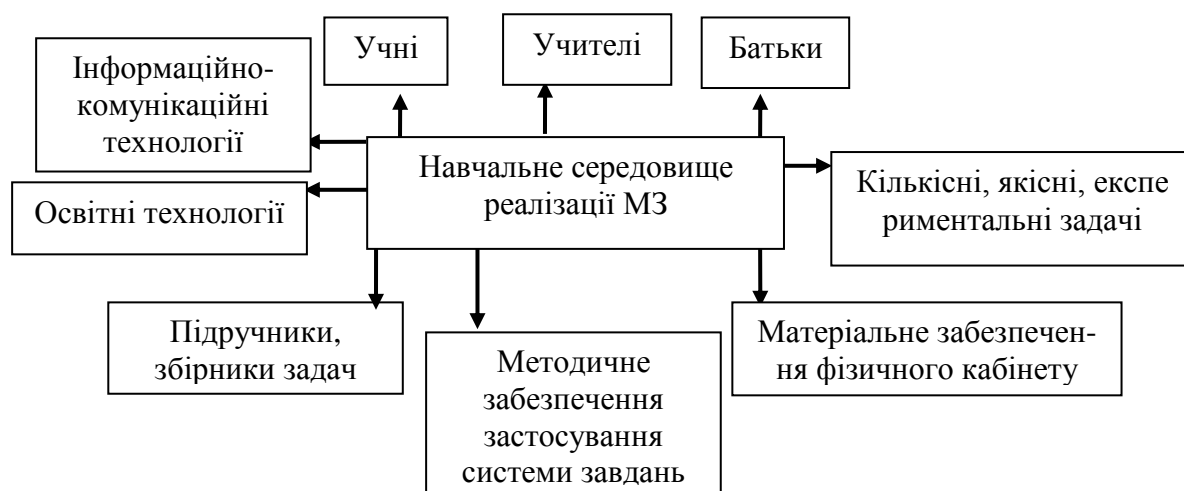 Учні
Учителі
Батьки
Інформаційно-
комунікаційні
технології
Навчальне середовище
реалізації МЗ
Кількісні, якісні, експе
риментальні задачі
Освітні технології
Підручники,
збірники задач
Методичне
забезпечення
застосування
системи завдань
Матеріальне забезпечен-
ня фізичного кабінету